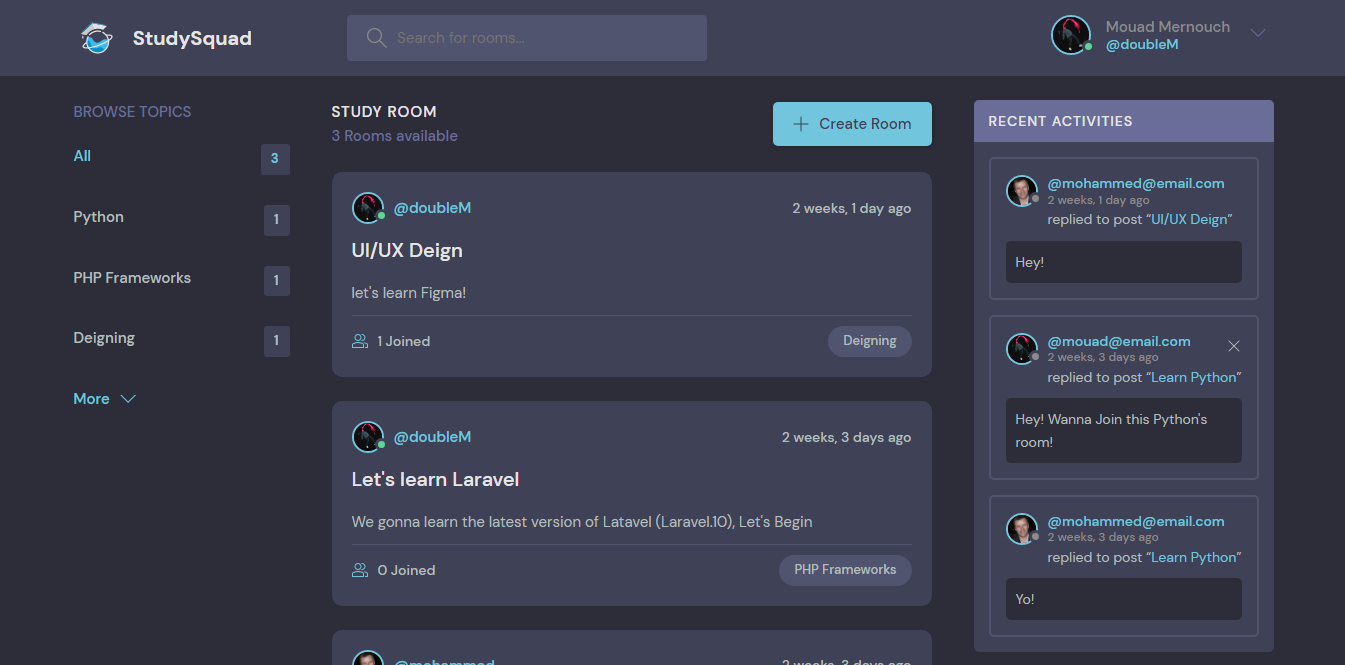 StudySquad
Search for rooms...
Mouad Mernouch
@doubleM
BROWSE TOPICS
All
3
Python
1
PHP Frameworks
1
Deigning
1
More
STUDY ROOM
3 Rooms available
Create Room
@doubleM
2 weeks, 1 day ago
UI/UX Deign
let's learn Figma!
1 Joined
Deigning
@doubleM
2 weeks, 3 days ago
Let's learn Laravel
We gonna learn the latest version of Latavel (Laravel.10), Let's Begin
0 Joined
PHP Frameworks
@mohammed
2 weeks, 3 days ago
RECENT ACTIVITIES
@mohammed@email.com
2 weeks, 1 day ago
replied to post “UI/UX Deign”
Hey!
@mouad@email.com
2 weeks, 3 days ago
replied to post “Learn Python”
Hey! Wanna Join this Python's
room!
@mohammed@email.com
2 weeks, 3 days ago
replied to post “Learn Python”
Yo!